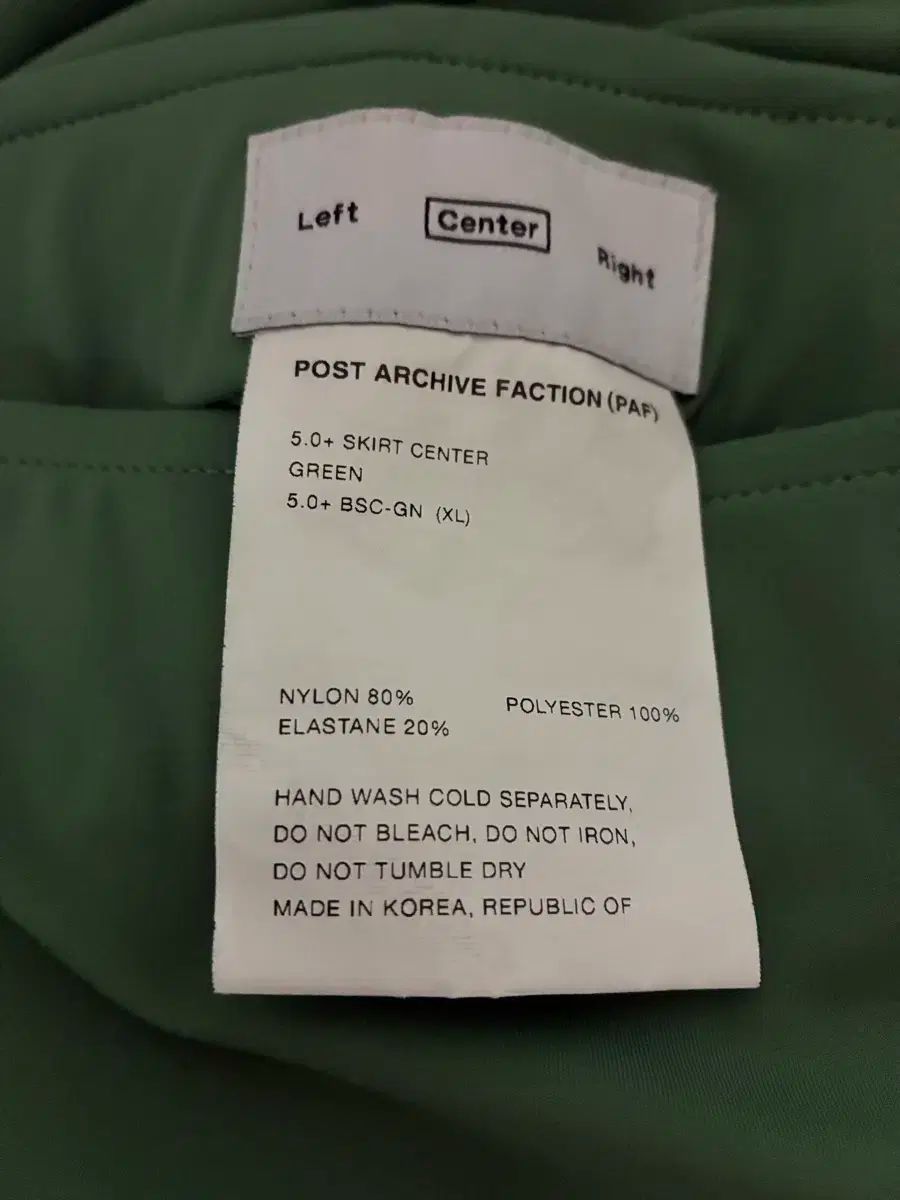 Left Center Right
POST ARCHIVE FACTION (PAF)
5.0+ SKIRT CENTER
GREEN
5.0+ BSC-GN (XL)
NYLON 80% POLYESTER 100%
ELASTANE 20%
HAND WASH COLD SEPARATELY,
DO NOT BLEACH, DO NOT IRON,
DO NOT TUMBLE DRY
MADE IN KOREA, REPUBLIC OF